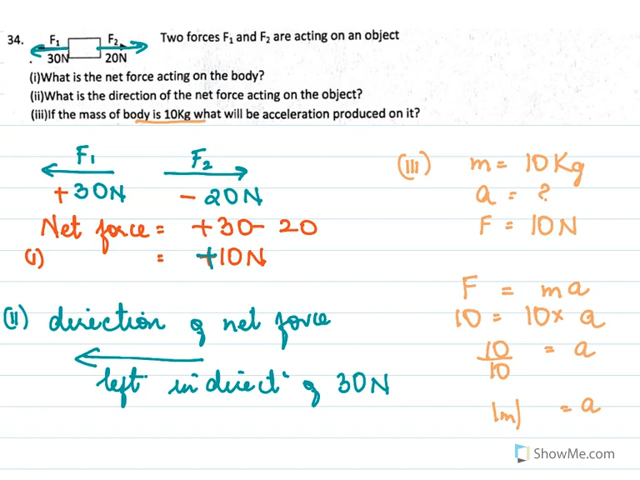 34. F₁ F₂ Two forces F₁ and F₂ are acting on an object
30N 20N
(i)What is the net force acting on the body?
(ii)What is the direction of the net force acting on the object?
(iii)If the mass of body is 10Kg what will be acceleration produced on it?
F₁ F₂
+30N - 20N
Net force = +30- 20
(i) = +10N
(ii) direction of net force
left in direct" of 30N
(iii) m = 10Kg
a = ?
F = 10N
F = ma
10 = 10× a
10/10 = a
1m/ = a
ShowMe.com